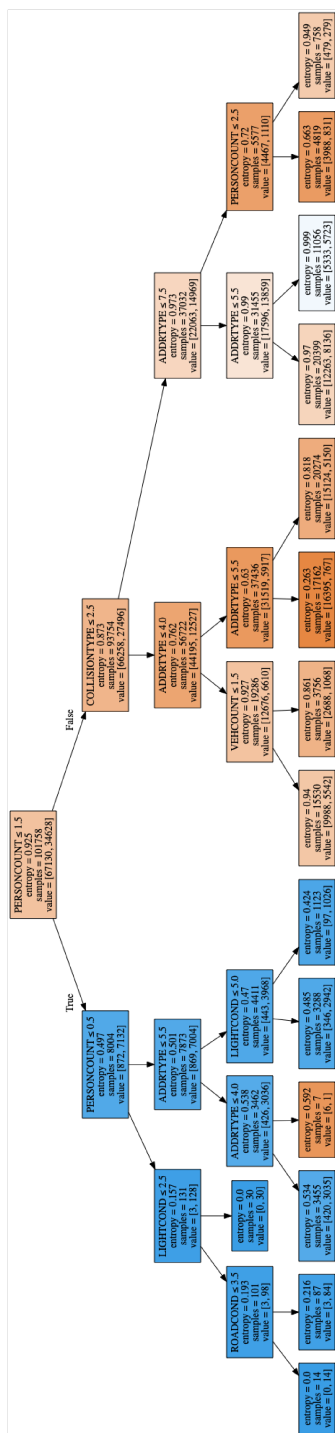 PERSONCOUNT ≤ 1.5
entropy = 0.925
samples = 101758
value = [67130, 34628]
True
False
PERSONCOUNT ≤ 0.5
entropy = 0.497
samples = 8004
value = [872, 7132]
COLLISIONTYPE ≤ 2.5
entropy = 0.873
samples = 93754
value = [66258, 27496]
LIGHTCOND ≤ 2.5
entropy = 0.157
samples = 131
value = [3, 128]
ADDRTYPE ≤ 5.5
entropy = 0.501
samples = 7873
value = [869, 7004]
ADDRTYPE ≤ 4.0
entropy = 0.762
samples = 56722
value = [44195, 12527]
ADDRTYPE ≤ 7.5
entropy = 0.973
samples = 37032
value = [22063, 14969]
ROADCOND ≤ 3.5
entropy = 0.193
samples = 101
value = [3, 98]
entropy = 0.0
samples = 30
value = [0, 30]
ADDRTYPE ≤ 4.0
entropy = 0.538
samples = 3462
value = [426, 3036]
LIGHTCOND ≤ 5.0
entropy = 0.47
samples = 4411
value = [443, 3968]
VEHCOUNT ≤ 1.5
entropy = 0.927
samples = 19286
value = [12676, 6610]
ADDRTYPE ≤ 5.5
entropy = 0.63
samples = 37436
value = [31519, 5917]
ADDRTYPE ≤ 5.5
entropy = 0.99
samples = 31455
value = [17596, 13859]
PERSONCOUNT ≤ 2.5
entropy = 0.72
samples = 5577
value = [4467, 1110]
entropy = 0.0
samples = 14
value = [0, 14]
entropy = 0.216
samples = 87
value = [3, 84]
entropy = 0.534
samples = 3455
value = [420, 3035]
entropy = 0.592
samples = 7
value = [6, 1]
entropy = 0.485
samples = 3288
value = [346, 2942]
entropy = 0.424
samples = 1123
value = [97, 1026]
entropy = 0.94
samples = 15530
value = [9988, 5542]
entropy = 0.861
samples = 3756
value = [2688, 1068]
entropy = 0.263
samples = 17162
value = [16395, 767]
entropy = 0.818
samples = 20274
value = [15124, 5150]
entropy = 0.97
samples = 20399
value = [12263, 8136]
entropy = 0.999
samples = 11056
value = [5333, 5723]
entropy = 0.663
samples = 4819
value = [3988, 831]
entropy = 0.949
samples = 758
value = [479, 279]